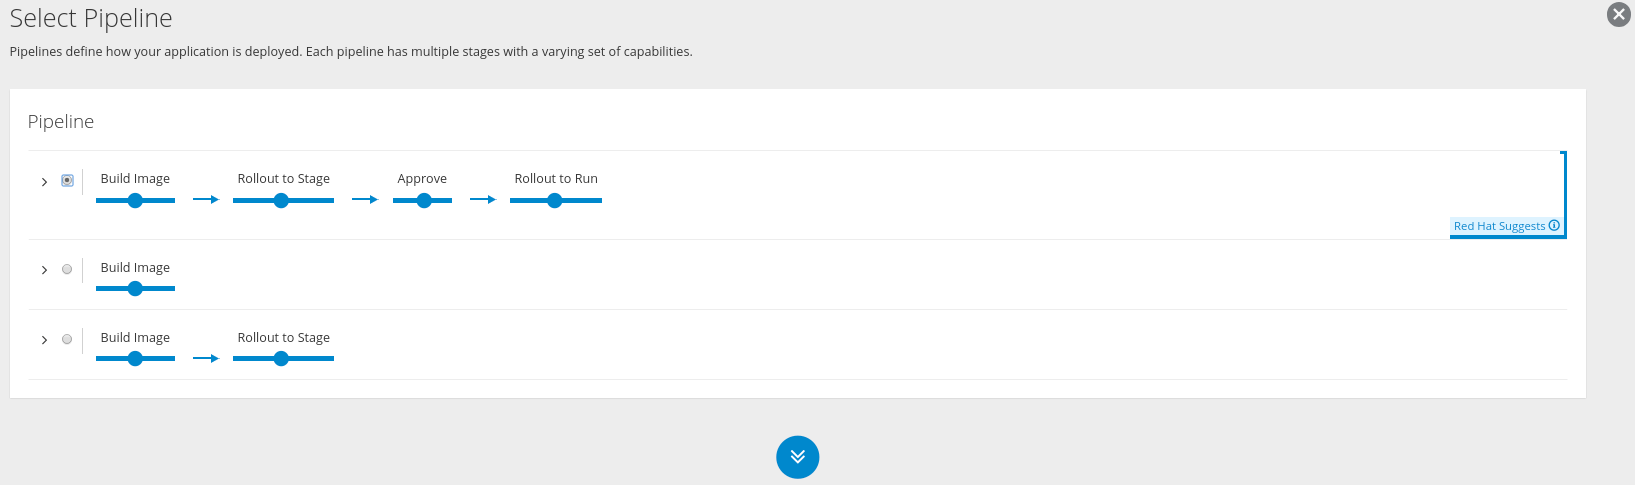 Select Pipeline
Pipelines define how your application is deployed. Each pipeline has multiple stages with a varying set of capabilities.
Pipeline
Build Image Rollout to Stage Approve Rollout to Run
Red Hat Suggests
Build Image
Build Image Rollout to Stage